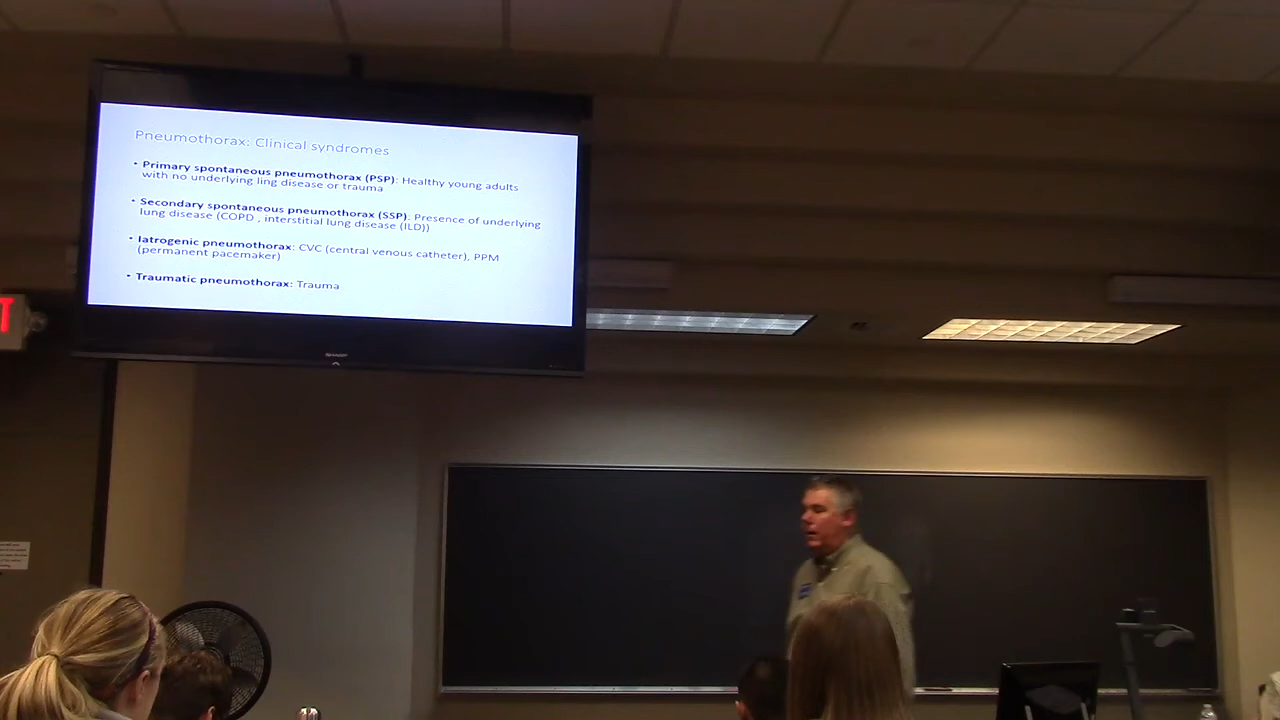 Pneumothorax: Clinical syndromes
• Primary spontaneous pneumothorax (PSP): Healthy young adults
with no underlying ling disease or trauma
• Secondary spontaneous pneumothorax (SSP): Presence of underlying
lung disease (COPD , interstitial lung disease (ILD))
• Iatrogenic pneumothorax: CVC (central venous catheter), PPM
(permanent pacemaker)
• Traumatic pneumothorax: Trauma
SHARP
T